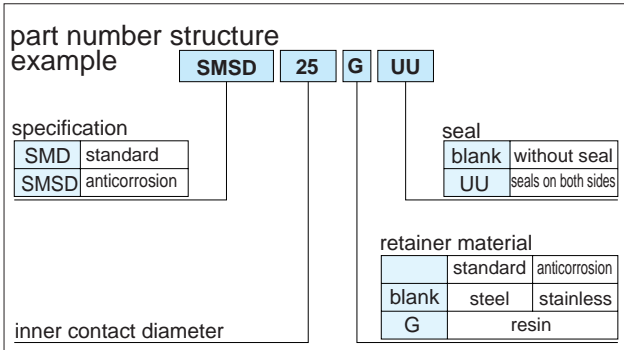 part number structure
example
SMSD 25 G UU
specification
SMD standard
SMSD anticorrosion
seal
blank without seal
UU seals on both sides
retainer material
standard anticorrosion
blank steel stainless
G resin
inner contact diameter